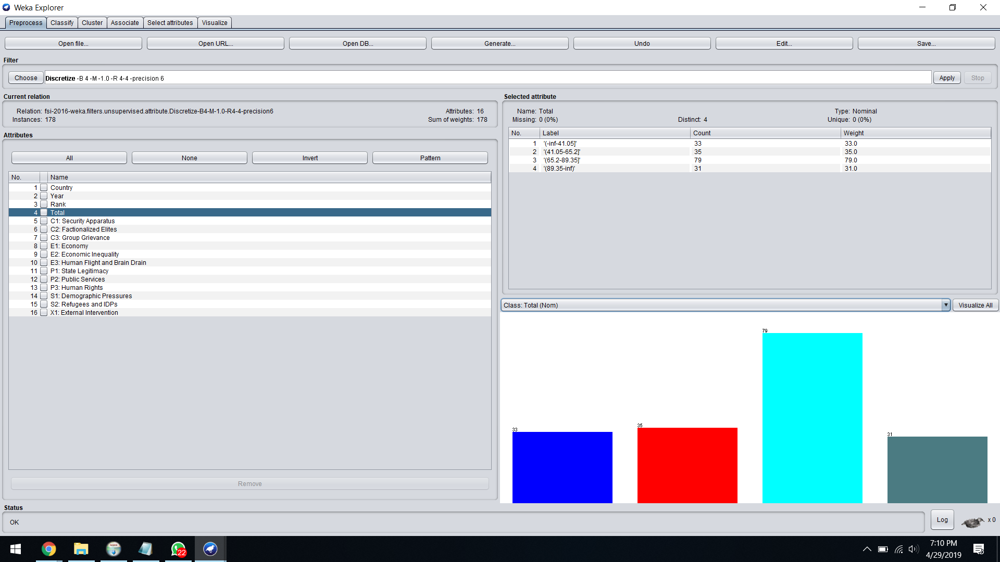 Weka Explorer
Preprocess Classify Cluster Associate Select attributes Visualize
Open file... Open URL... Open DB... Generate... Undo Edit... Save...
Filter
Choose Discretize -B 4 -M -1.0 -R 4-4 -precision 6 Apply Stop
Current relation
Relation: fsi-2016-weka.filters.unsupervised.attribute.Discretize-B4-M-1.0-R4-4-precision6 Attributes: 16
Instances: 178 Sum of weights: 178
Attributes
All None Invert Pattern
No. Name
1 Country
2 Year
3 Rank
4 Total
5 C1: Security Apparatus
6 C2: Factionalized Elites
7 C3: Group Grievance
8 E1: Economy
9 E2: Economic Inequality
10 E3: Human Flight and Brain Drain
11 P1: State Legitimacy
12 P2: Public Services
13 P3: Human Rights
14 S1: Demographic Pressures
15 S2: Refugees and IDPs
16 X1: External Intervention
Remove
Selected attribute
Name: Total Type: Nominal
Missing: 0 (0%) Distinct: 4 Unique: 0 (0%)
No. Label Count Weight
1 '(-inf-41.05]' 33 33.0
2 '(41.05-65.2]' 35 35.0
3 '(65.2-89.35]' 79 79.0
4 '(89.35-inf)' 31 31.0
Class: Total (Nom) Visualize All
33 35 79 31
Status
OK
Log x 0
22
7:10 PM
4/29/2019